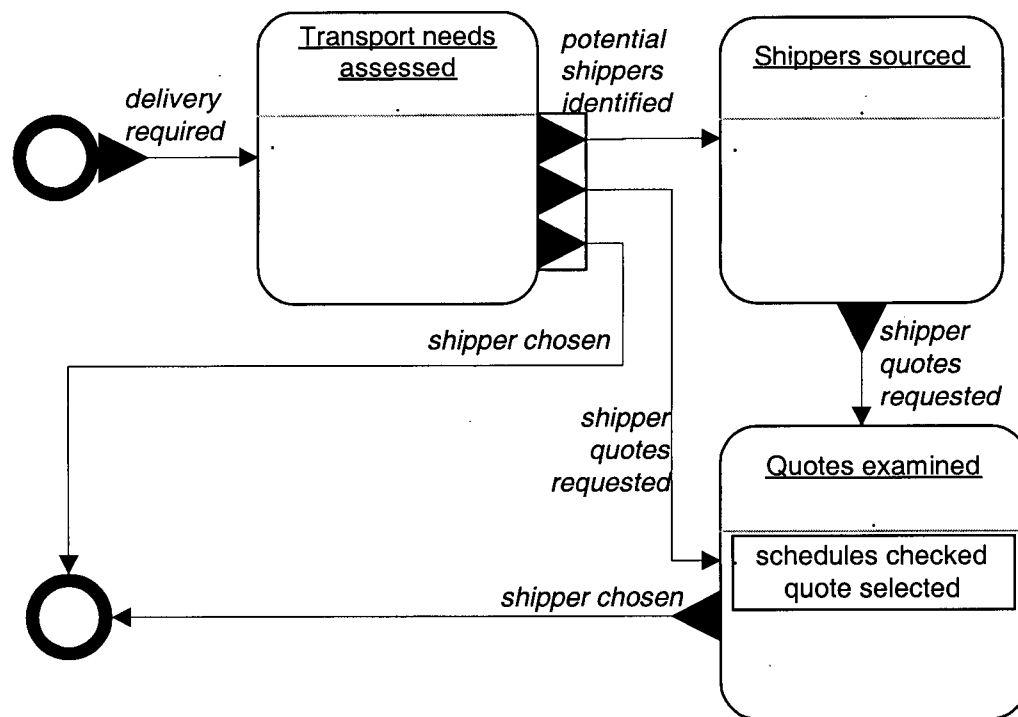 Transport needs
assessed
potential
shippers
identified
Shippers sourced
delivery
required
shipper chosen
shipper
quotes
requested
shipper
quotes
requested
Quotes examined
schedules checked
quote selected
shipper chosen